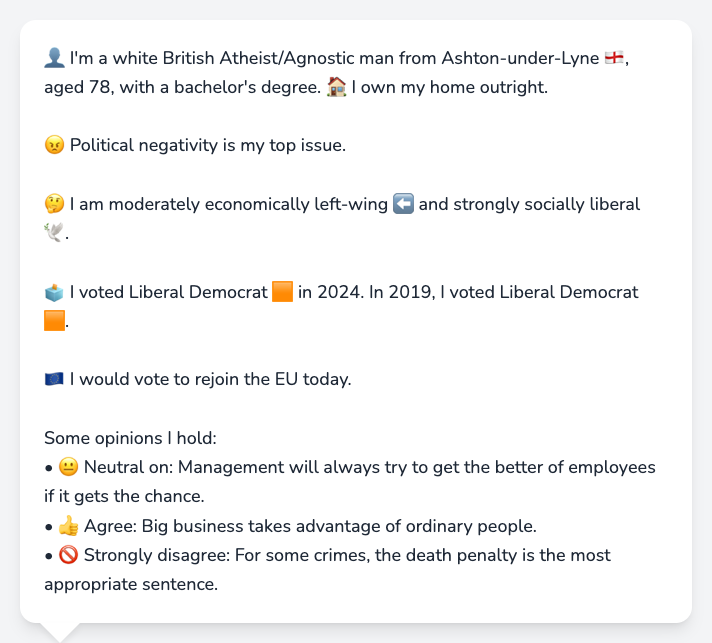 👤 I'm a white British Atheist/Agnostic man from Ashton-under-Lyne 🏴󠁧󠁢󠁥󠁮󠁧󠁿,
aged 78, with a bachelor's degree. 🏠 I own my home outright.
😠 Political negativity is my top issue.
🤔 I am moderately economically left-wing ⬅️ and strongly socially liberal
🕊️.
🗳️ I voted Liberal Democrat 🟧 in 2024. In 2019, I voted Liberal Democrat
🟧.
🇪🇺 I would vote to rejoin the EU today.
Some opinions I hold:
• 😐 Neutral on: Management will always try to get the better of employees
if it gets the chance.
• 👍 Agree: Big business takes advantage of ordinary people.
• 🚫 Strongly disagree: For some crimes, the death penalty is the most
appropriate sentence.